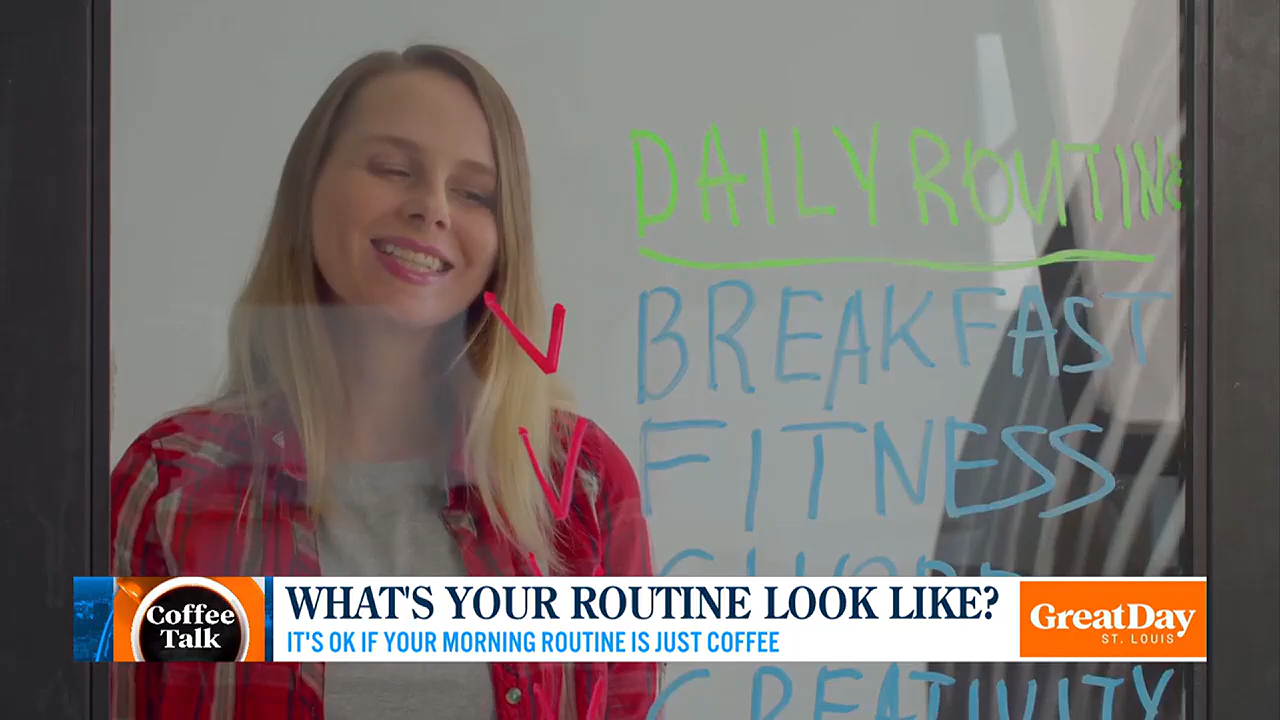 DAILY ROUTINE
BREAKFAST
FITNESS
CREATIVITY
Coffee
Talk
WHAT'S YOUR ROUTINE LOOK LIKE?
IT'S OK IF YOUR MORNING ROUTINE IS JUST COFFEE
GreatDay
ST. LOUIS